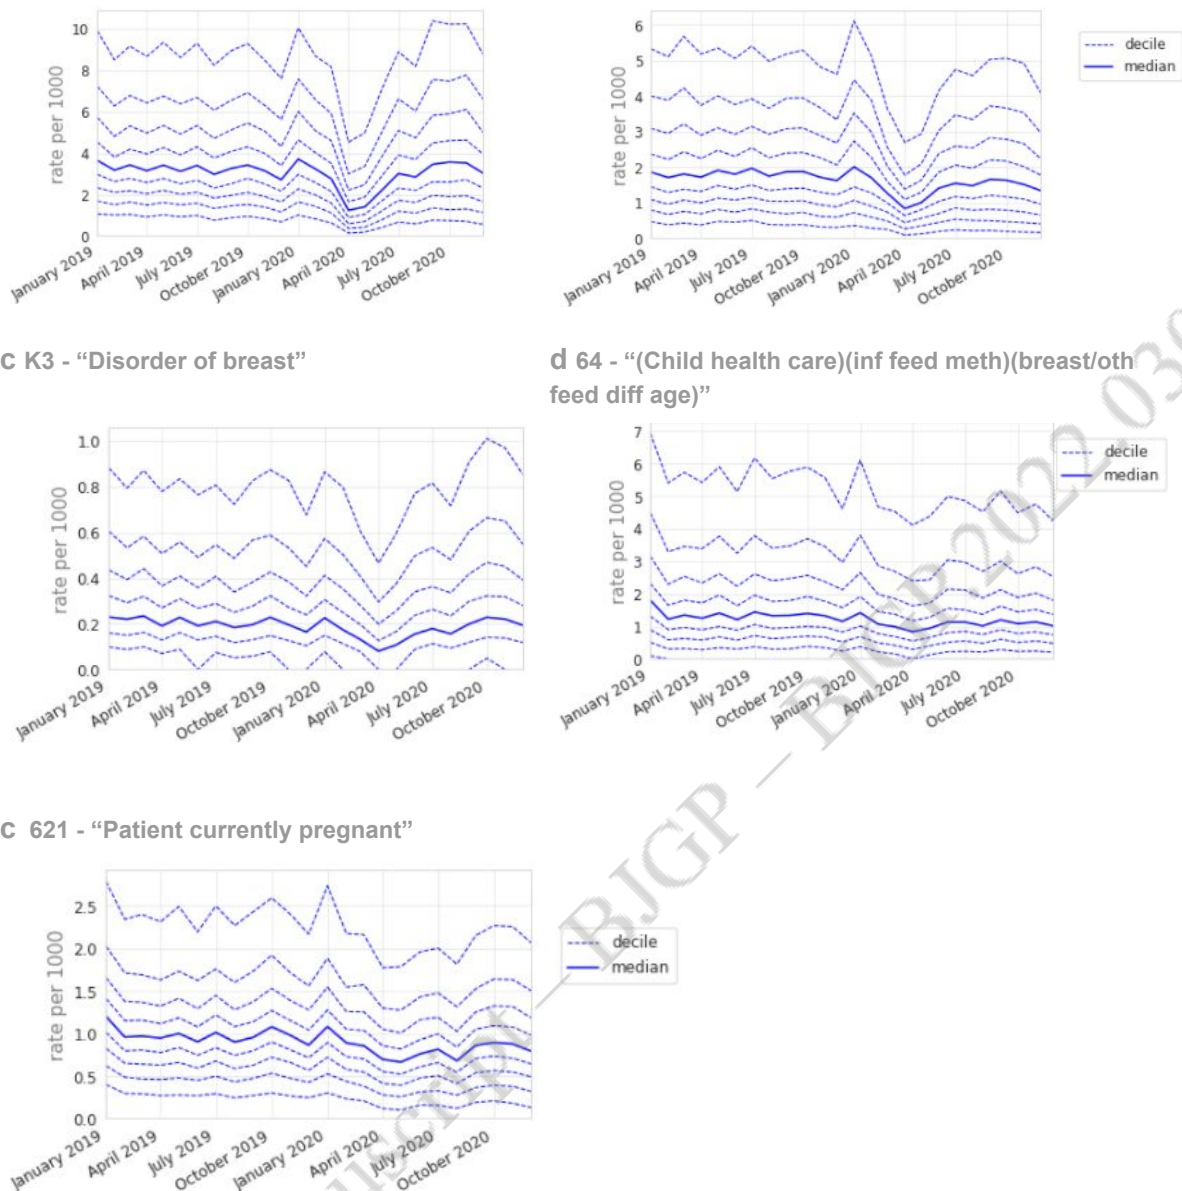 10
8
6
4
2
0
rate per 1000
January 2019
April 2019
July 2019
October 2019
January 2020
April 2020
July 2020
October 2020
6
5
4
3
2
1
0
rate per 1000
January 2019
April 2019
July 2019
October 2019
January 2020
April 2020
July 2020
October 2020
decile
median
c K3 - “Disorder of breast”
d 64 - “(Child health care)(inf feed meth)(breast/oth
feed diff age)”
1.0
0.8
0.6
0.4
0.2
0.0
rate per 1000
January 2019
April 2019
July 2019
October 2019
January 2020
April 2020
July 2020
October 2020
7
6
5
4
3
2
1
0
rate per 1000
January 2019
April 2019
July 2019
October 2019
January 2020
April 2020
July 2020
October 2020
decile
median
c 621 - “Patient currently pregnant”
2.5
2.0
1.5
1.0
0.5
0.0
rate per 1000
January 2019
April 2019
July 2019
October 2019
January 2020
April 2020
July 2020
October 2020
decile
median
– BJGP – BJGP.2022.030